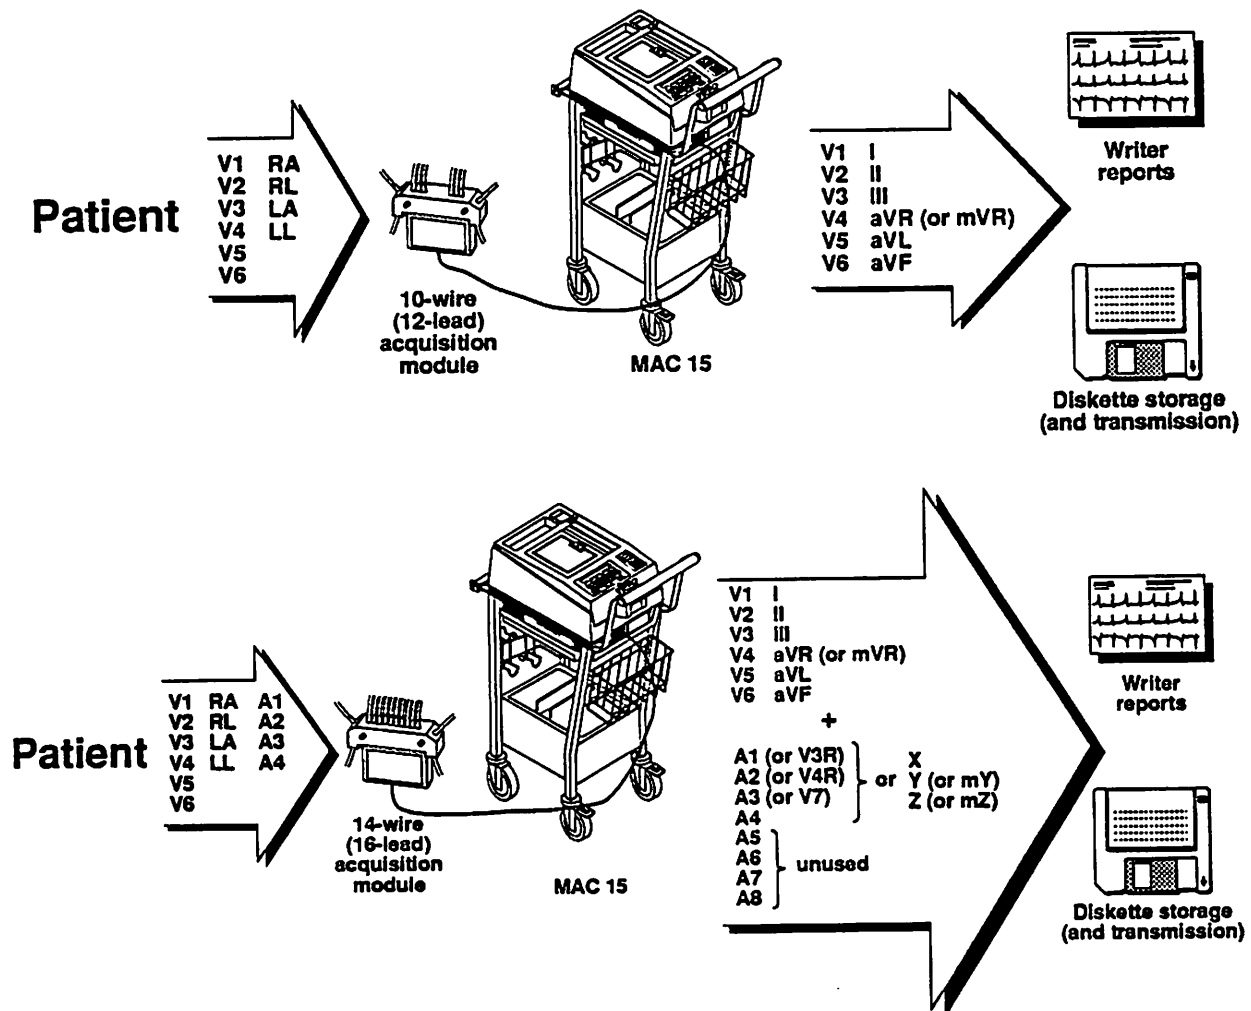 Patient
V1 RA
V2 RL
V3 LA
V4 LL
V5
V6
10-wire
(12-lead)
acquisition
module
MAC 15
V1 I
V2 II
V3 III
V4 aVR (or mVR)
V5 aVL
V6 aVF
Writer
reports
Diskette storage
(and transmission)
Patient
V1 RA A1
V2 RL A2
V3 LA A3
V4 LL A4
V5
V6
14-wire
(16-lead)
acquisition
module
MAC 15
V1 I
V2 II
V3 III
V4 aVR (or mVR)
V5 aVL
V6 aVF
+
A1 (or V3R)
A2 (or V4R)
A3 (or V7)
A4
or
X
Y (or mY)
Z (or mZ)
A5
A6
A7
A8
unused
Writer
reports
Diskette storage
(and transmission)